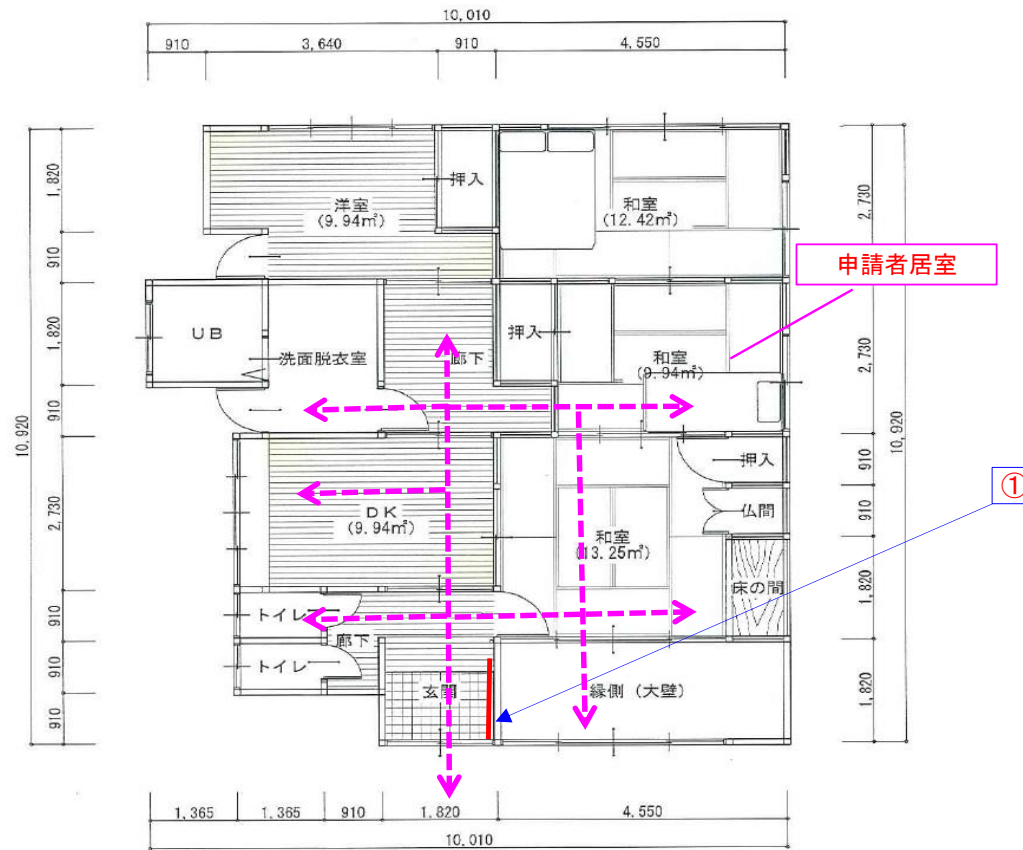 10,010
910
3,640
910
4,550
1,820
910
1,820
910
2,730
910
910
910
10,920
2,730
2,730
910
910
1,820
1,820
10,920
洋室
(9.94㎡)
押入
和室
(12.42㎡)
申請者居室
UB
洗面脱衣室
廊下
押入
和室
(9.94㎡)
押入
①
DK
(9.94㎡)
和室
(13.25㎡)
仏間
床の間
トイレ
廊下
トイレ
玄関
縁側（大壁）
1,365
1,365
910
1,820
4,550
10,010